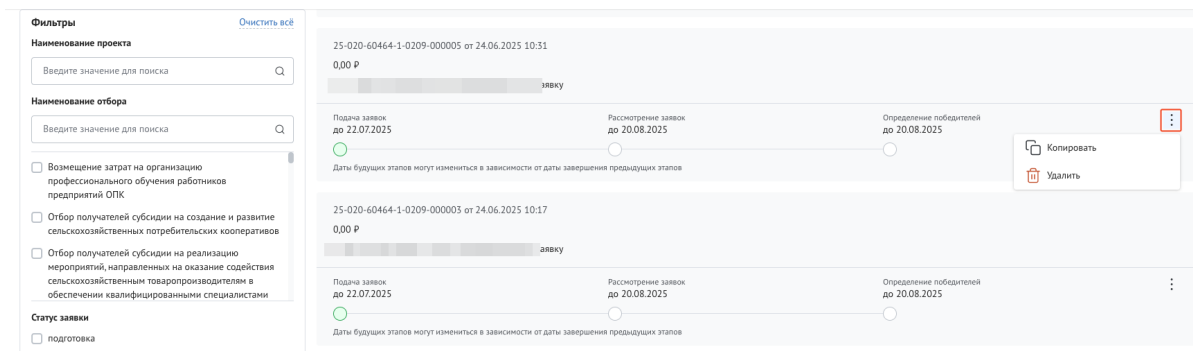 Фильтры
Очистить всё
Наименование проекта
Введите значение для поиска
Наименование отбора
Введите значение для поиска
Возмещение затрат на организацию
профессионального обучения работников
предприятий ОПК
Отбор получателей субсидии на создание и развитие
сельскохозяйственных потребительских кооперативов
Отбор получателей субсидии на реализацию
мероприятий, направленных на оказание содействия
сельскохозяйственным товаропроизводителям в
обеспечении квалифицированными специалистами
Статус заявки
подготовка
25-020-60464-1-0209-000005 от 24.06.2025 10:31
0,00 ₽
Подача заявок
до 22.07.2025
Рассмотрение заявок
до 20.08.2025
Определение победителей
до 20.08.2025
Даты будущих этапов могут измениться в зависимости от даты завершения предыдущих этапов
Копировать
Удалить
25-020-60464-1-0209-000003 от 24.06.2025 10:17
0,00 ₽
Подача заявок
до 22.07.2025
Рассмотрение заявок
до 20.08.2025
Определение победителей
до 20.08.2025
Даты будущих этапов могут измениться в зависимости от даты завершения предыдущих этапов